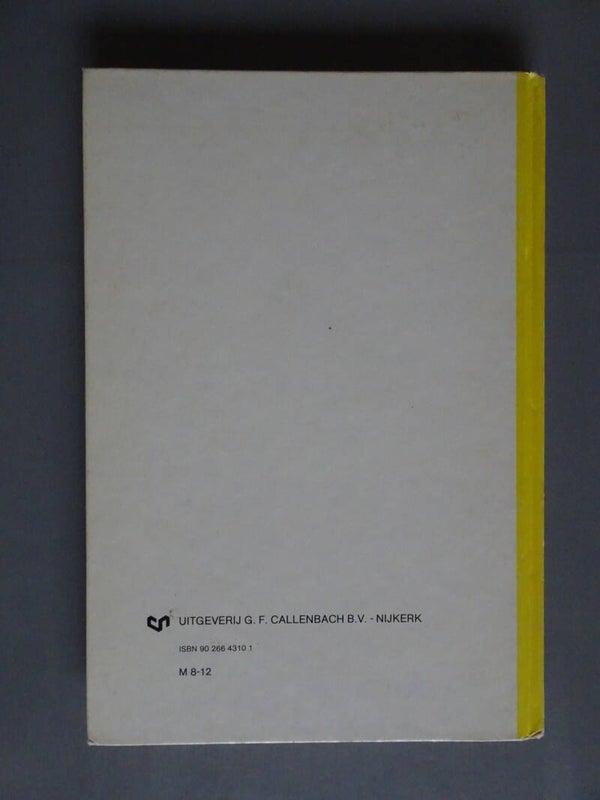 UITGEVERIJ G. F. CALLENBACH B.V. - NIJKERK
ISBN 90 266 4310 1
M 8-12